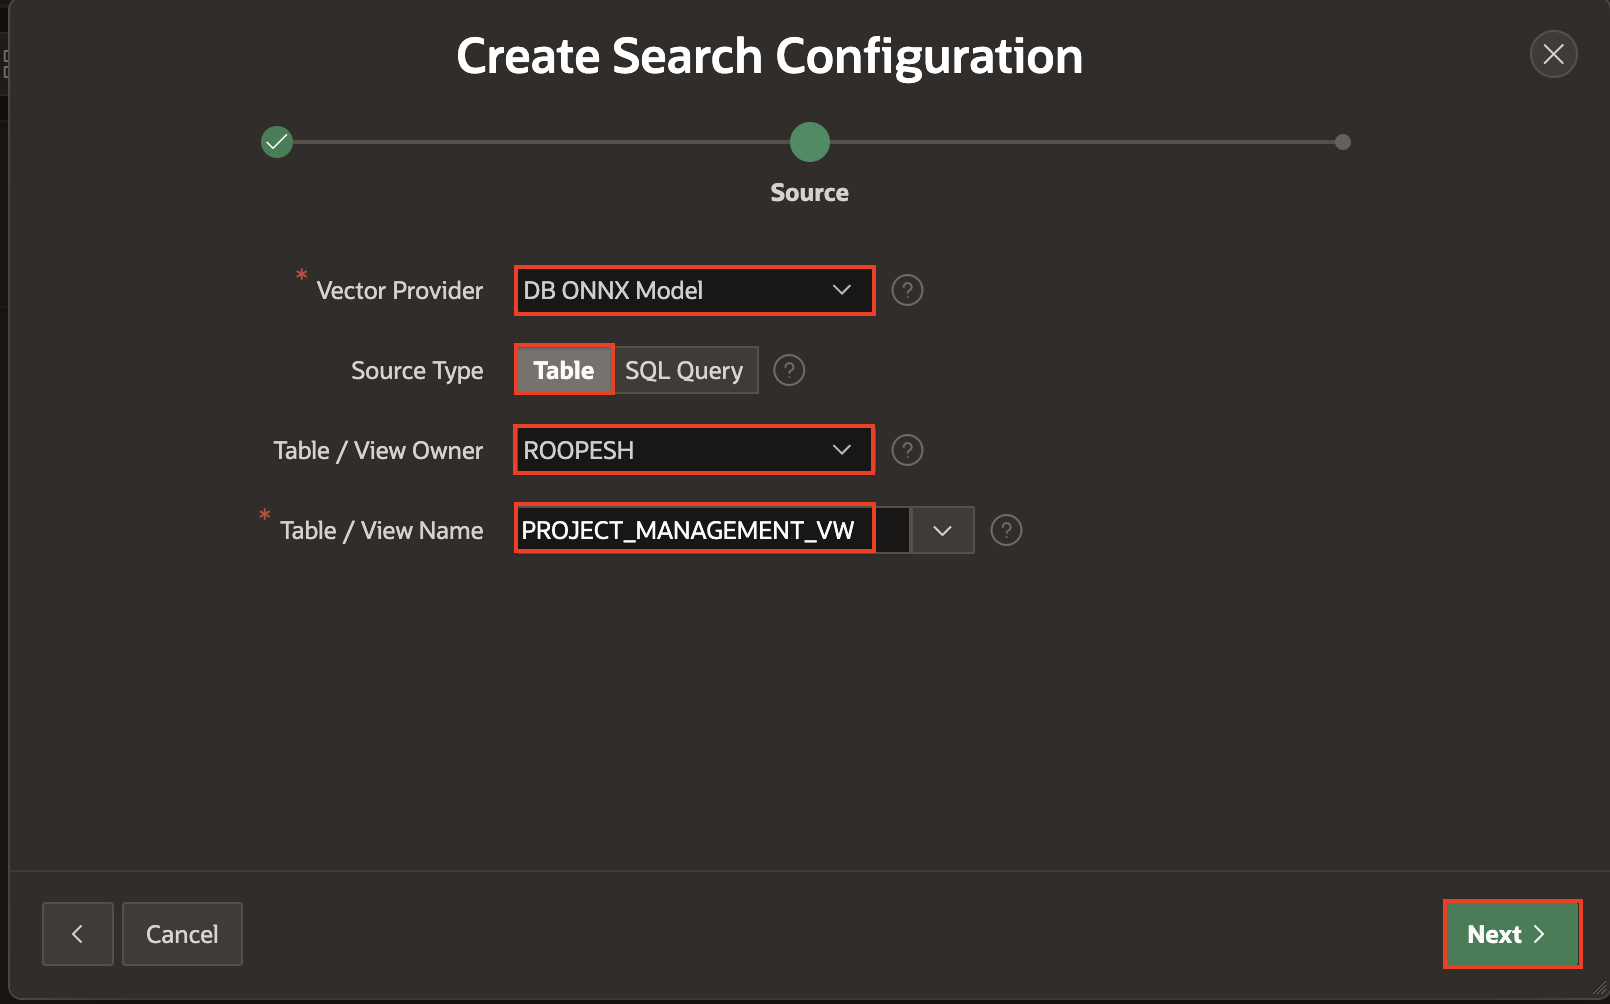 Create Search Configuration
Source
* Vector Provider DB ONNX Model ?
Source Type Table SQL Query ?
Table / View Owner ROOPESH ?
* Table / View Name PROJECT_MANAGEMENT_VW ?
Cancel Next